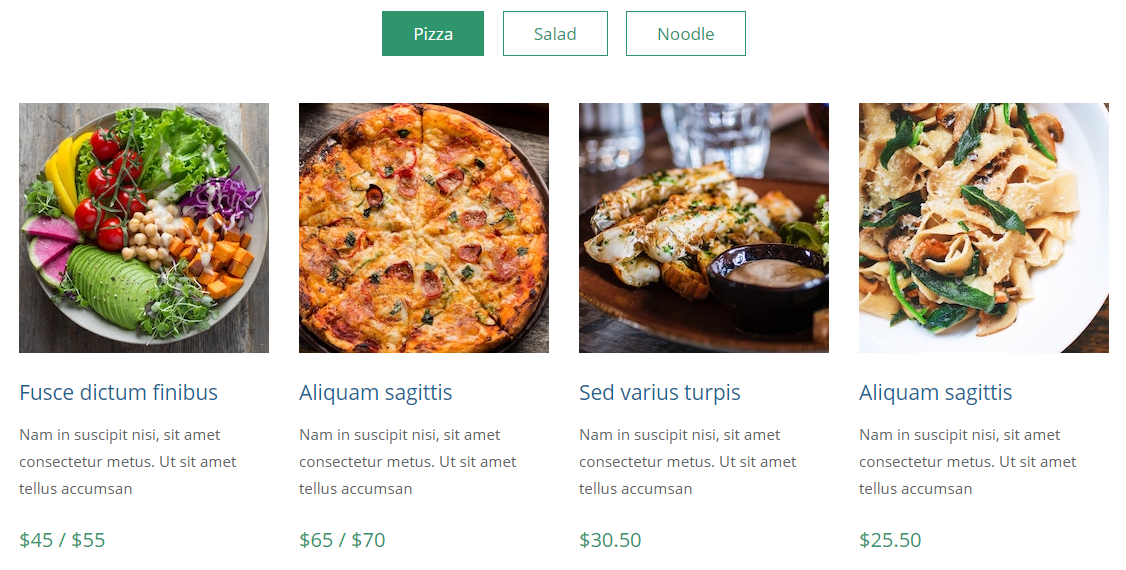 Pizza
Salad
Noodle
Fusce dictum finibus
Nam in suscipit nisi, sit amet
consectetur metus. Ut sit amet
tellus accumsan
$45 / $55
Aliquam sagittis
Nam in suscipit nisi, sit amet
consectetur metus. Ut sit amet
tellus accumsan
$65 / $70
Sed varius turpis
Nam in suscipit nisi, sit amet
consectetur metus. Ut sit amet
tellus accumsan
$30.50
Aliquam sagittis
Nam in suscipit nisi, sit amet
consectetur metus. Ut sit amet
tellus accumsan
$25.50